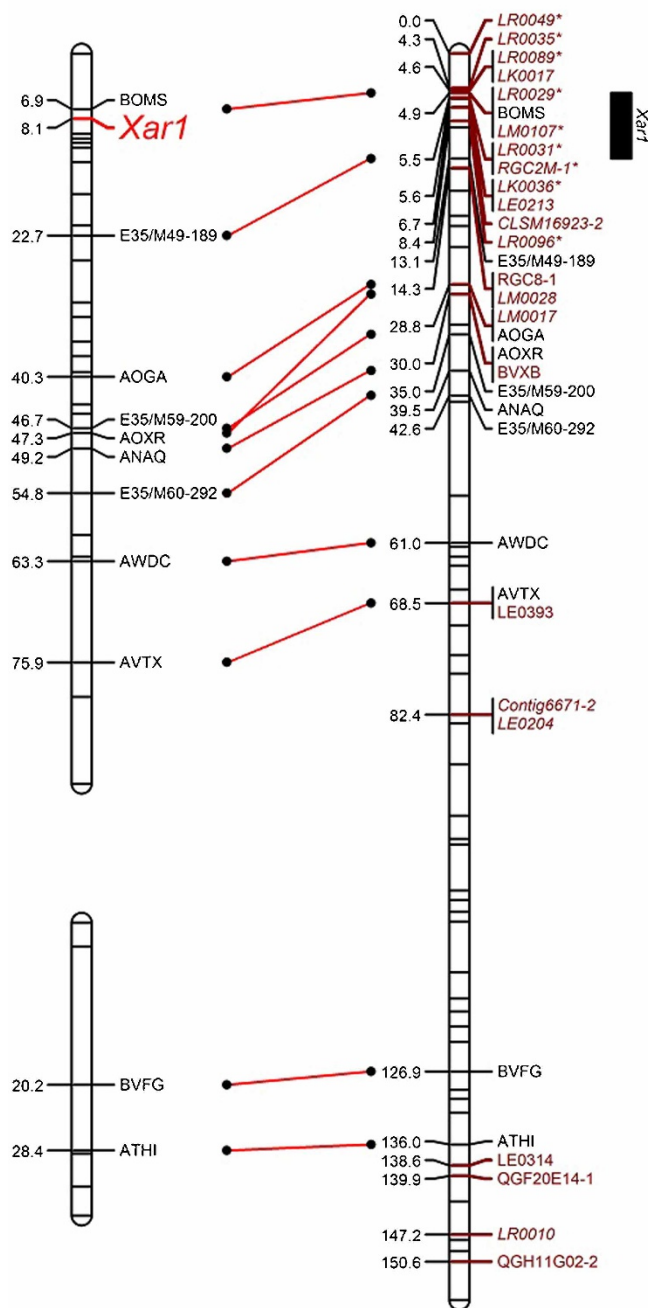 6.9 BOMS
8.1 Xar1
22.7 E35/M49-189
40.3 AOGA
46.7 E35/M59-200
47.3 AOXR
49.2 ANAQ
54.8 E35/M60-292
63.3 AWDC
75.9 AVTX
20.2 BVFG
28.4 ATHI
0.0 LR0049*
4.3 LR0035*
LR0089*
4.6 LK0017
LR0029*
4.9 BOMS
LM0107*
LR0031*
5.5 RGC2M-1*
LK0036*
5.6 LE0213
6.7 CLSM16923-2
8.4 LR0096*
13.1 E35/M49-189
RGC8-1
14.3 LM0028
LM0017
28.8 AOGA
AOXR
30.0 BVXB
35.0 E35/M59-200
39.5 ANAQ
42.6 E35/M60-292
61.0 AWDC
AVTX
68.5 LE0393
Contig6671-2
82.4 LE0204
126.9 BVFG
136.0 ATHI
138.6 LE0314
139.9 QGF20E14-1
147.2 LR0010
150.6 QGH11G02-2
Xar1